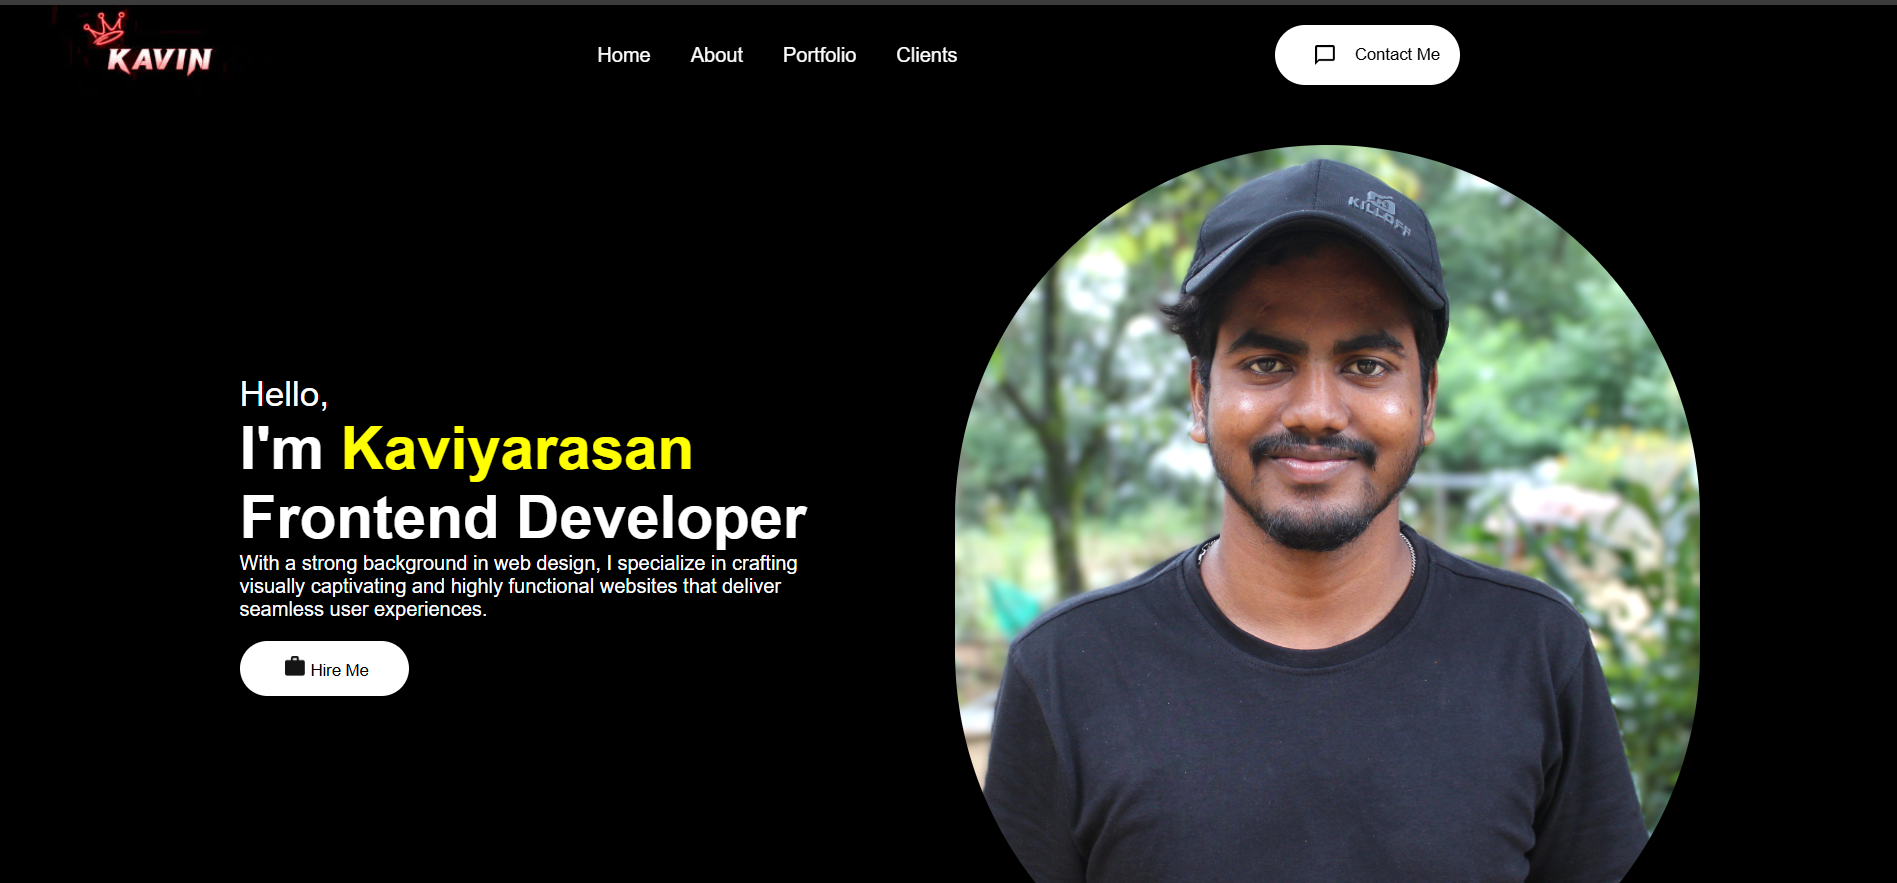 KAVIN
Home About Portfolio Clients
Contact Me
KILLOFF
Hello,
I'm Kaviyarasan
Frontend Developer
With a strong background in web design, I specialize in crafting
visually captivating and highly functional websites that deliver
seamless user experiences.
Hire Me